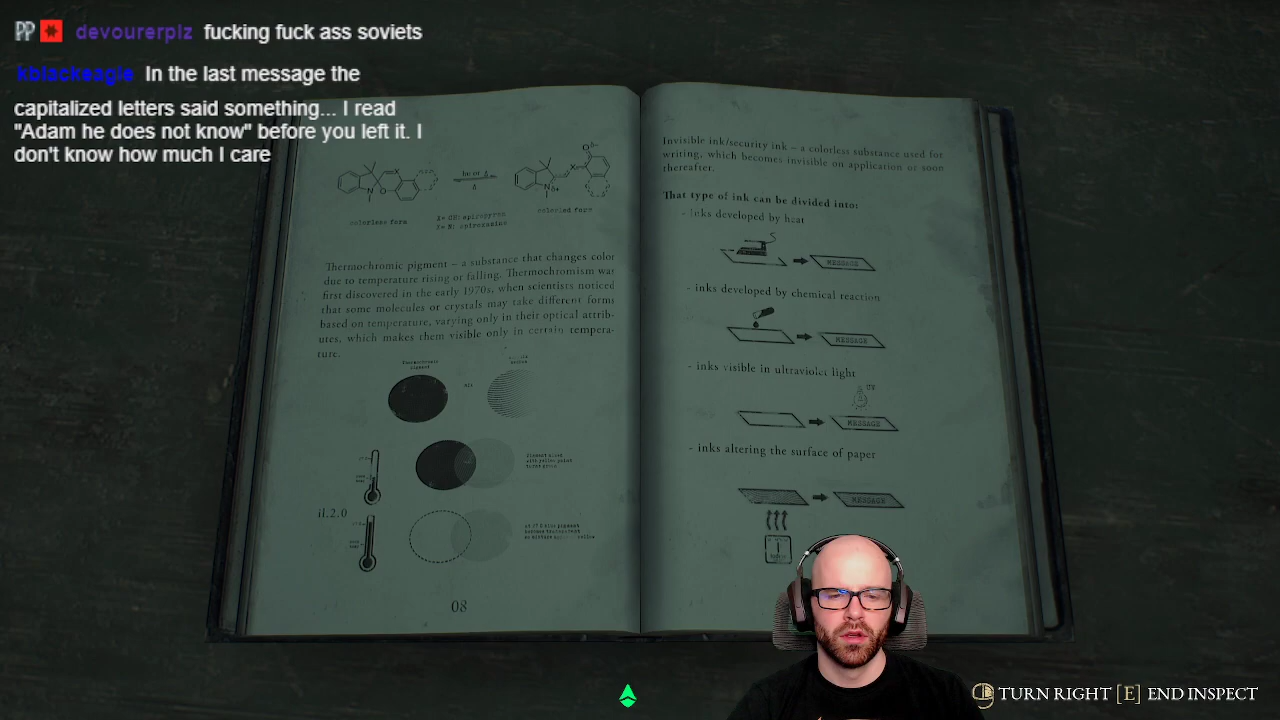 PP devourerplz fucking fuck ass soviets
kblackeagle In the last message the
capitalized letters said something... I read
"Adam he does not know" before you left it. I
don't know how much I care
colorless form
X= CH: spiropyran
X= N: spirooxazine
colored form
Thermochromic pigment – a substance that changes color
due to temperature rising or falling. Thermochromism was
first discovered in the early 1970s, when scientists noticed
that some molecules or crystals may take different forms
based on temperature, varying only in their optical attrib-
utes, which makes them visible only in certain tempera-
ture.
il.2.0
08
Invisible ink/security ink – a colorless substance used for
writing, which becomes invisible on application or soon
thereafter.
That type of ink can be divided into:
- inks developed by heat
MESSAGE
- inks developed by chemical reaction
MESSAGE
- inks visible in ultraviolet light
UV
MESSAGE
- inks altering the surface of paper
MESSAGE
TURN RIGHT [E] END INSPECT